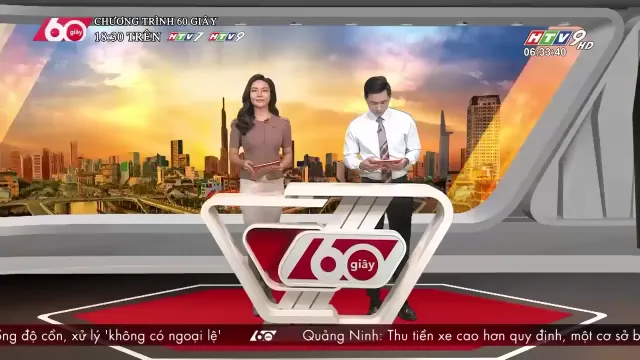 60 giây
CHƯƠNG TRÌNH 60 GIÂY
18:30 TRÊN HTV7 HTV9
HTV9 HD
06:33:40
60 giây
ồng độ cồn, xử lý 'không có ngoại lệ' 60 Quảng Ninh: Thu tiền xe cao hơn quy định, một cơ sở b